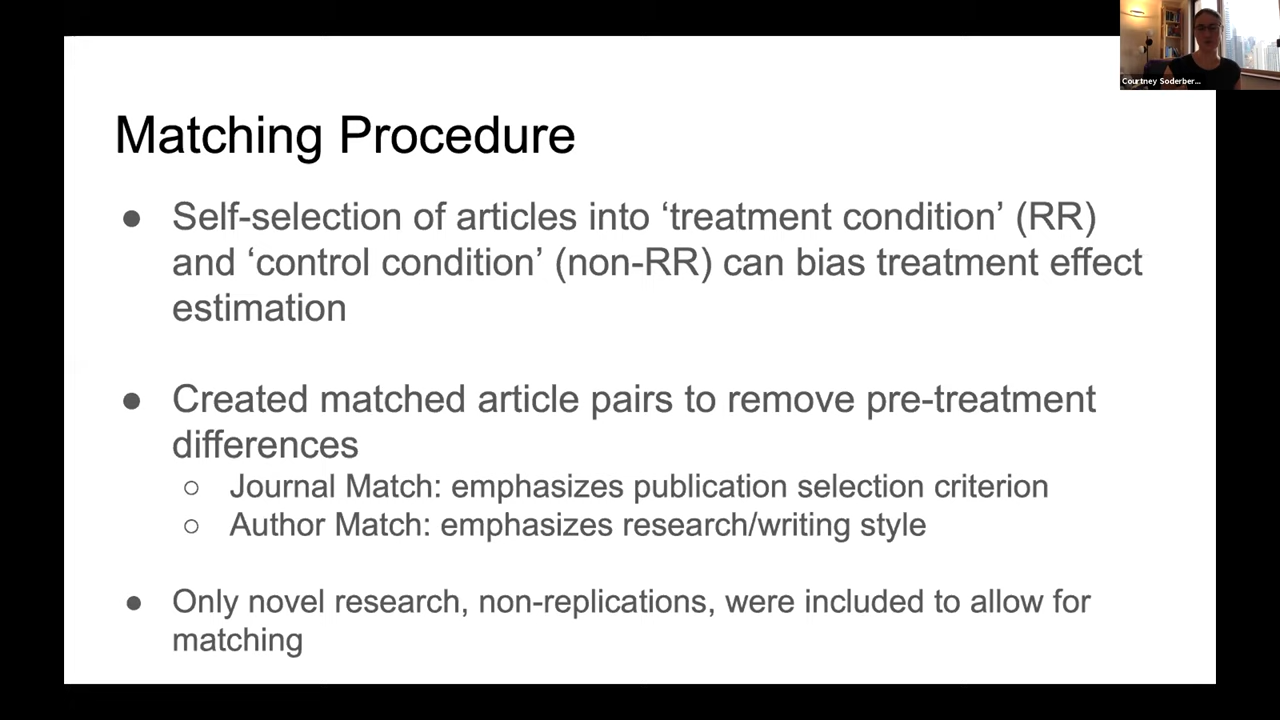 Courtney Soderber...
Matching Procedure
● Self-selection of articles into ‘treatment condition’ (RR)
and ‘control condition’ (non-RR) can bias treatment effect
estimation
● Created matched article pairs to remove pre-treatment
differences
○ Journal Match: emphasizes publication selection criterion
○ Author Match: emphasizes research/writing style
● Only novel research, non-replications, were included to allow for
matching